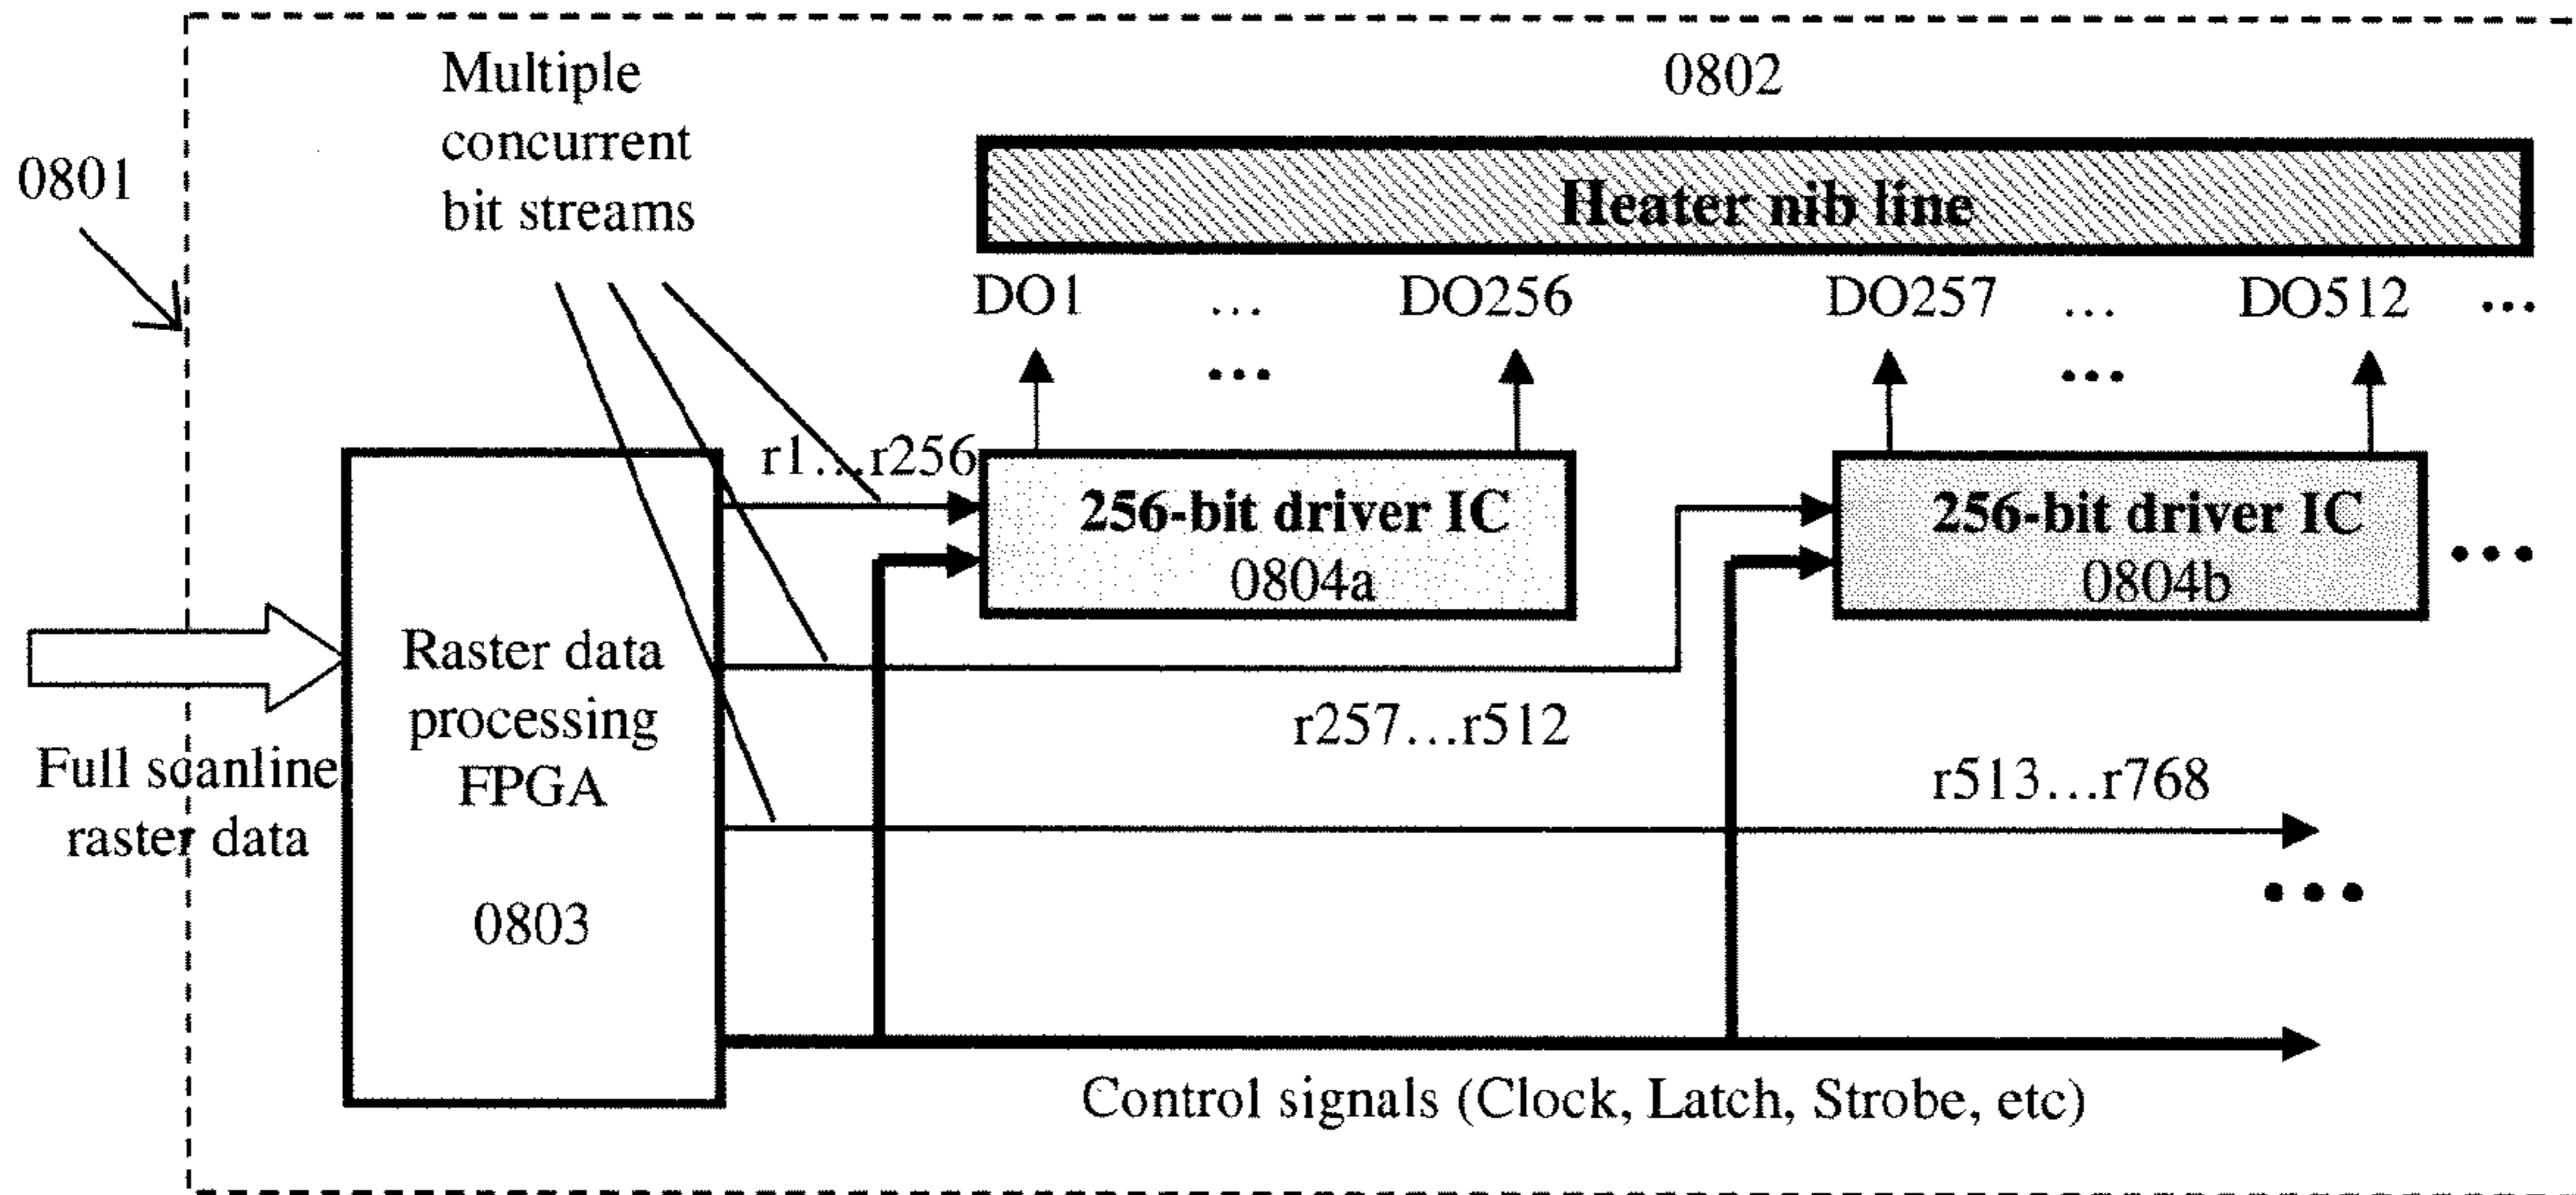 Multiple
concurrent
bit streams
0802
0801
Heater nib line
DO1 ... DO256 DO257 ... DO512 ...
... ...
r1...r256
256-bit driver IC
0804a
256-bit driver IC
0804b
...
Raster data
processing
FPGA
0803
Full scanline
raster data
r257...r512
r513...r768
...
Control signals (Clock, Latch, Strobe, etc)